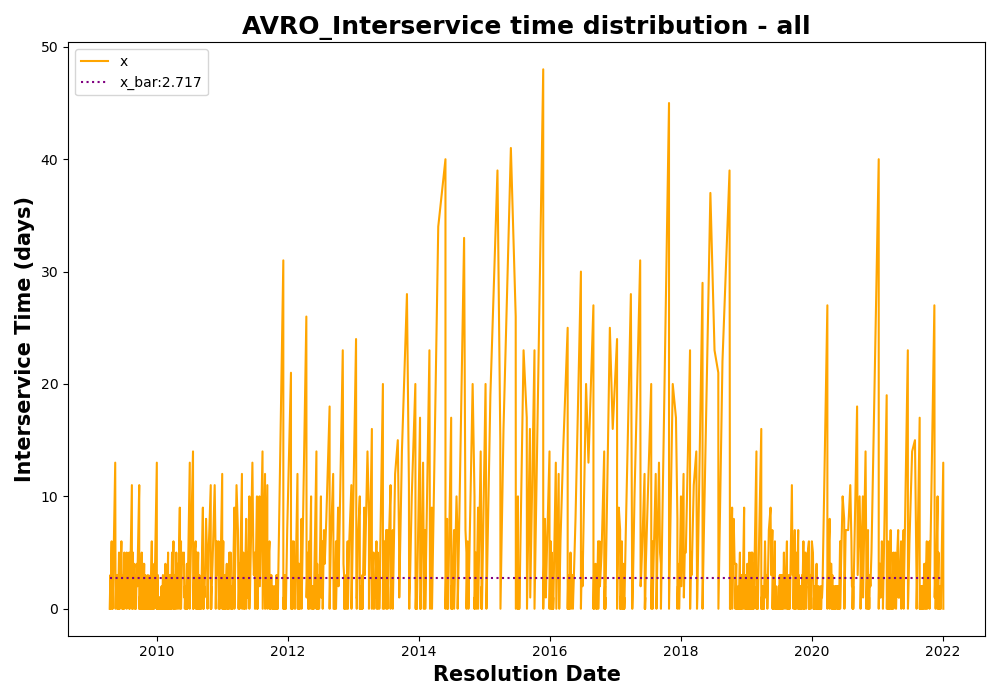 AVRO_Interservice time distribution - all
x
x_bar:2.717
Interservice Time (days)
50
40
30
20
10
0
2010 2012 2014 2016 2018 2020 2022
Resolution Date